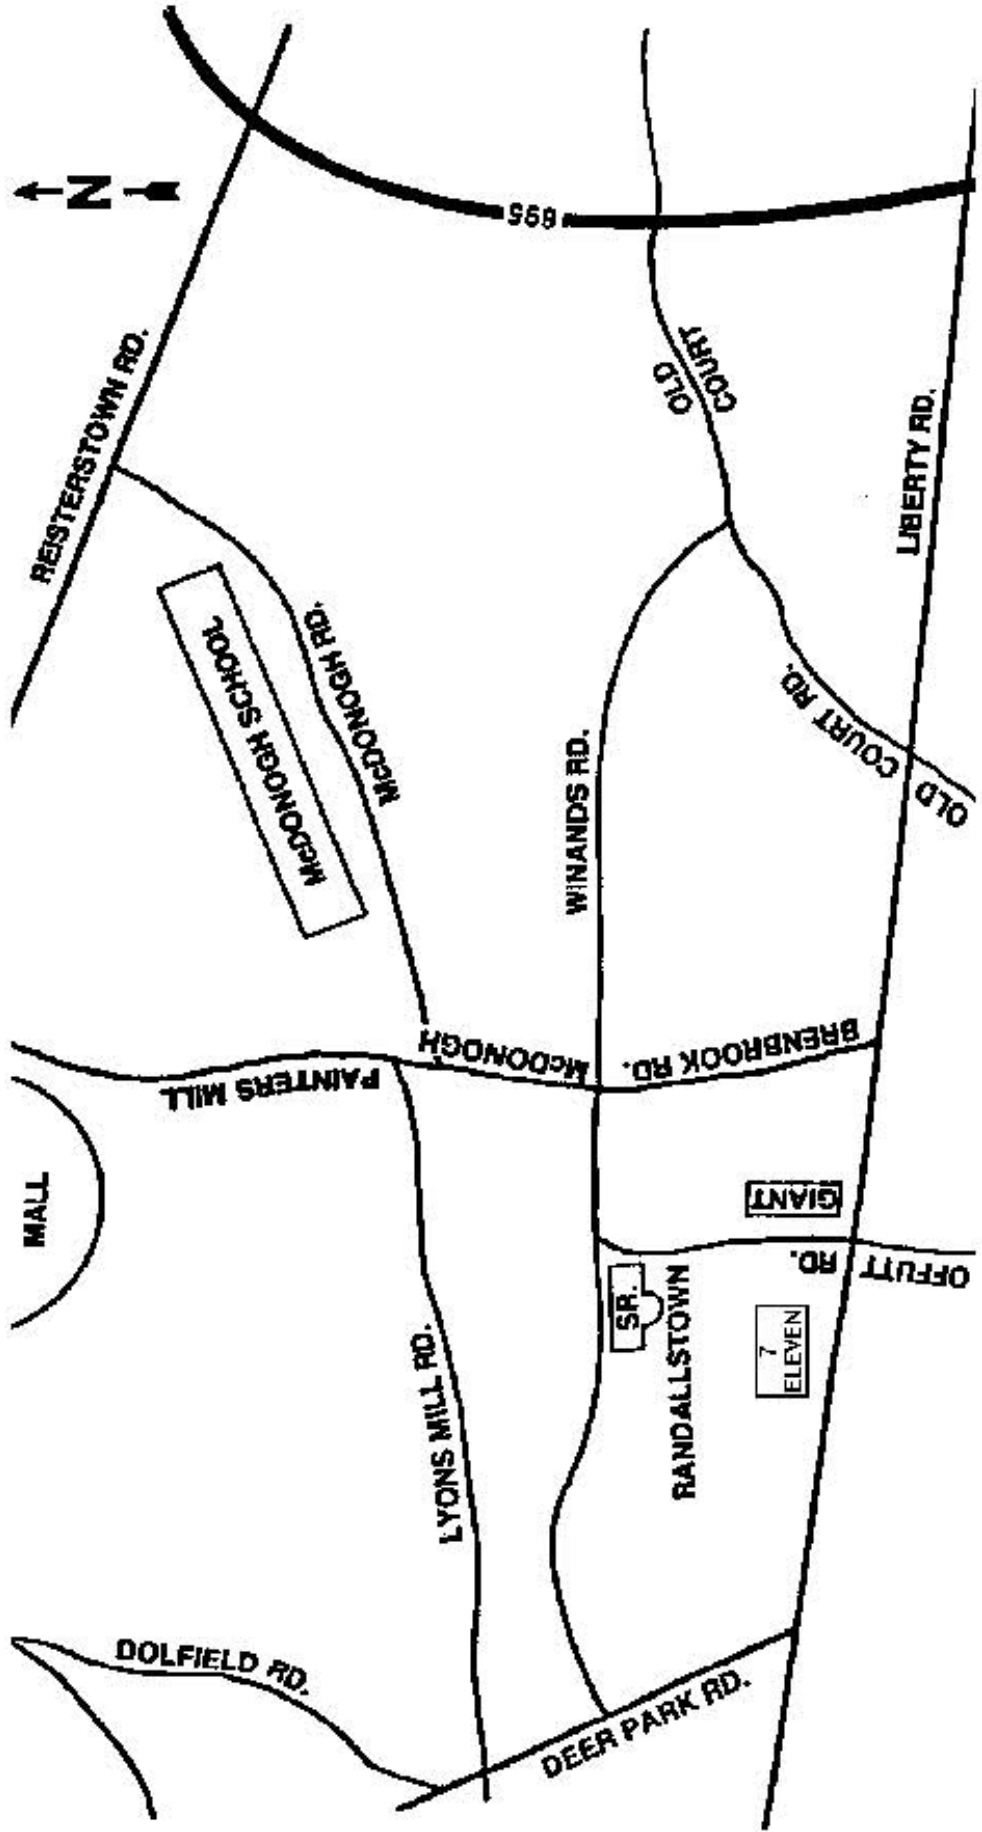 N
REISTERSTOWN RD.
695
OLD
COURT
McDONOGH SCHOOL
McDONOGH RD.
LIBERTY RD.
WINANDS RD.
OLD COURT RD.
PAINTERS MILL
McDONOGH
BRENBROOK RD.
MALL
GIANT
OFFUTT RD.
SR.
RANDALLSTOWN
7
ELEVEN
LYONS MILL RD.
DOLFIELD RD.
DEER PARK RD.